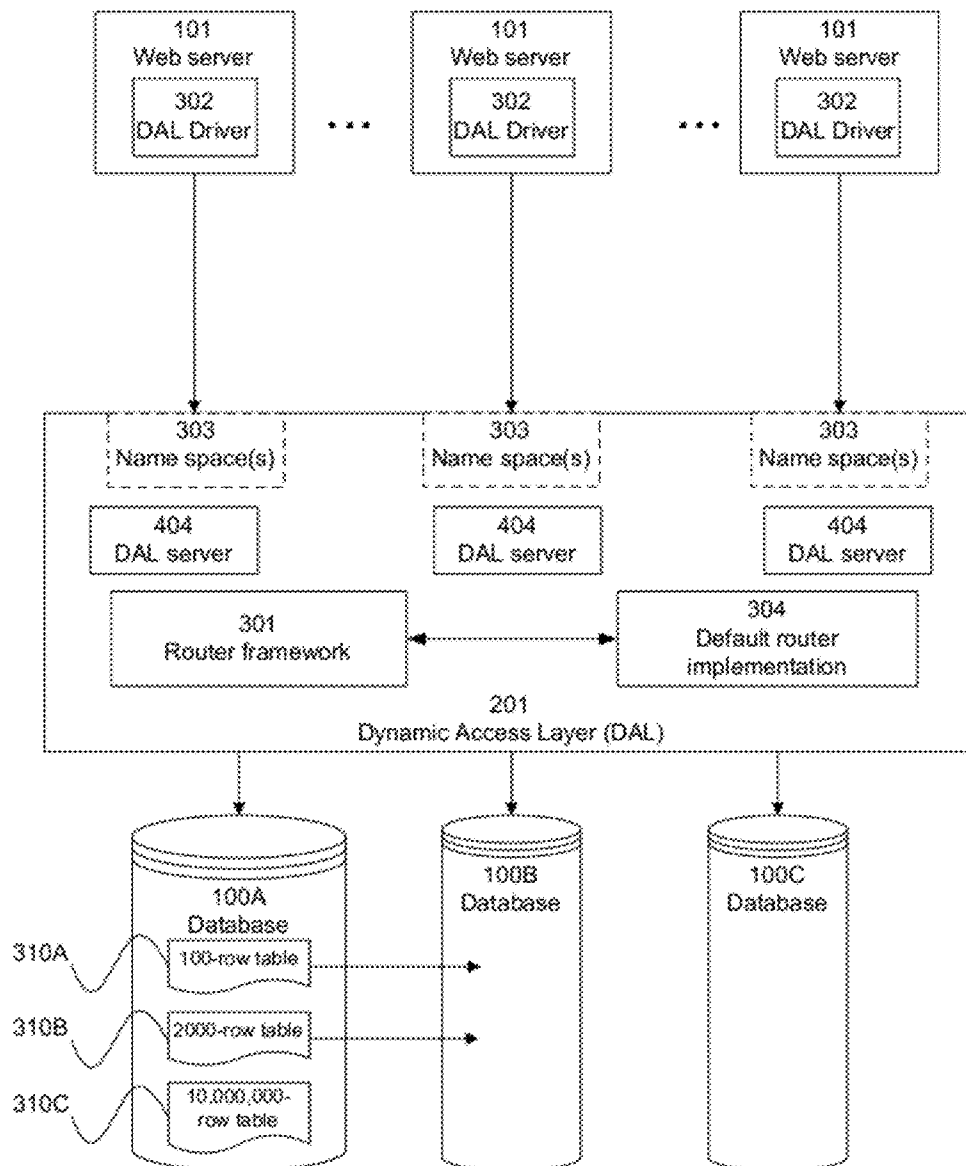 101
Web server
302
DAL Driver
...
101
Web server
302
DAL Driver
...
101
Web server
302
DAL Driver
303
Name space(s)
303
Name space(s)
303
Name space(s)
404
DAL server
404
DAL server
404
DAL server
301
Router framework
304
Default router
implementation
201
Dynamic Access Layer (DAL)
100A
Database
100B
Database
100C
Database
310A
100-row table
310B
2000-row table
310C
10,000,000-
row table